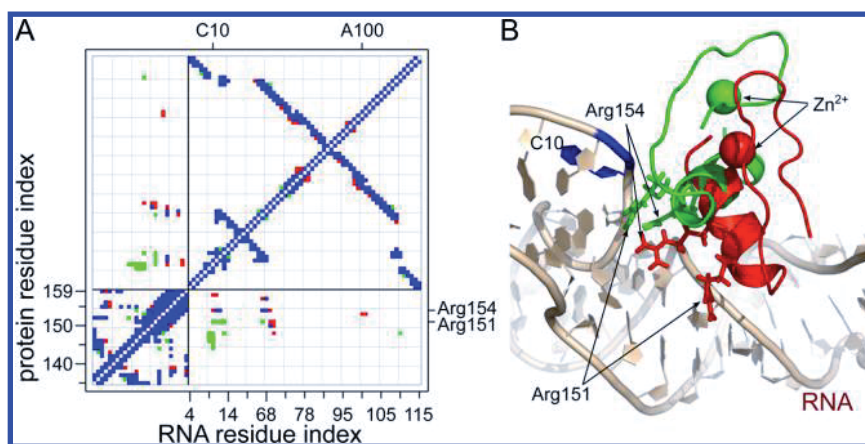 A
C10
A100
protein residue index
159
150
140
Arg154
Arg151
4 14 68 78 95 105 115
RNA residue index
B
Arg154
Zn²⁺
C10
Arg151
RNA